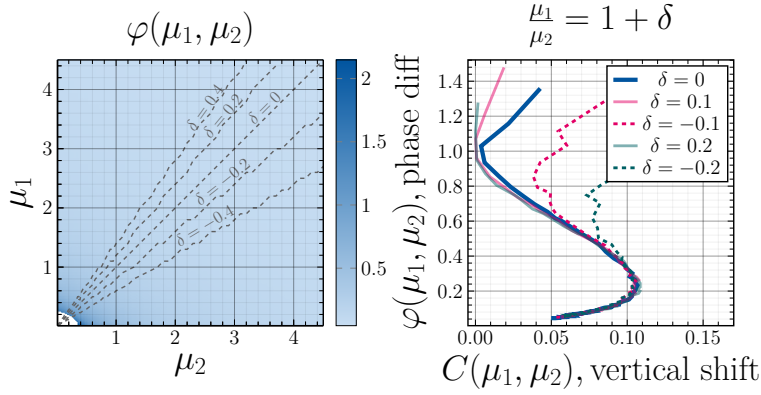 φ(μ₁, μ₂)
4
3
2
1
μ₁
δ = 0.4
δ = 0.2
δ = 0
δ = −0.2
δ = −0.4
1
2
3
4
μ₂
2
1.5
1
0.5
μ₁/μ₂ = 1 + δ
φ(μ₁, μ₂), phase diff
1.4
1.2
1.0
0.8
0.6
0.4
0.2
δ = 0
δ = 0.1
δ = −0.1
δ = 0.2
δ = −0.2
0.00
0.05
0.10
0.15
C(μ₁, μ₂), vertical shift